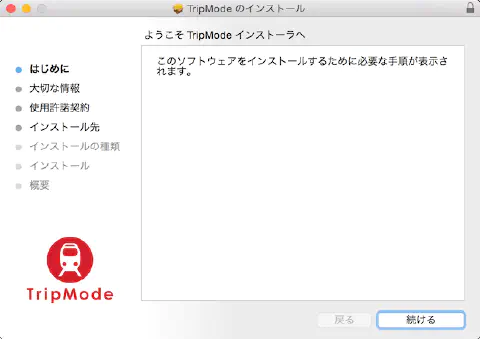 TripMode のインストール
ようこそ TripMode インストーラへ
はじめに
大切な情報
使用許諾契約
インストール先
インストールの種類
インストール
概要
このソフトウェアをインストールするために必要な手順が表示さ
れます。
TripMode
戻る
続ける